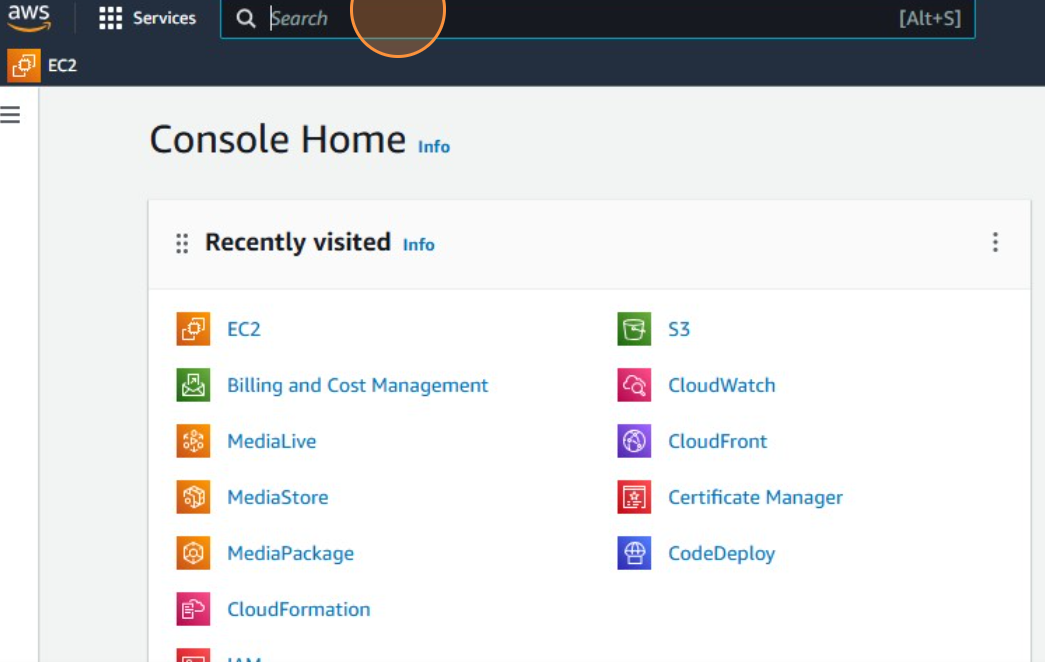 aws Services Search [Alt+S]
EC2
Console Home Info
Recently visited Info
EC2
Billing and Cost Management
MediaLive
MediaStore
MediaPackage
CloudFormation
IAM
S3
CloudWatch
CloudFront
Certificate Manager
CodeDeploy